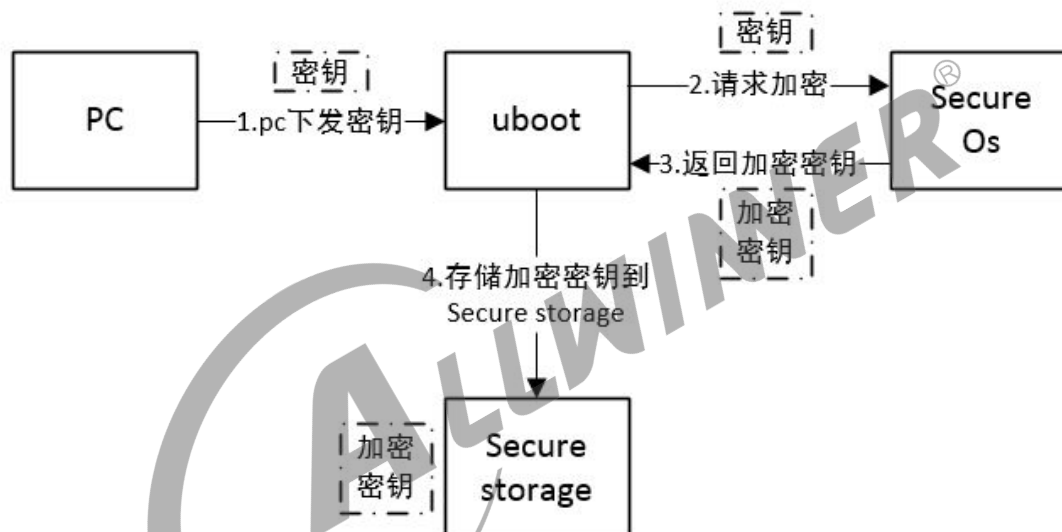 密钥
密钥
PC
1.pc下发密钥
uboot
2.请求加密
Secure
Os
3.返回加密密钥
加密
密钥
4.存储加密密钥到
Secure storage
加密
密钥
Secure
storage
ALLWINNER®